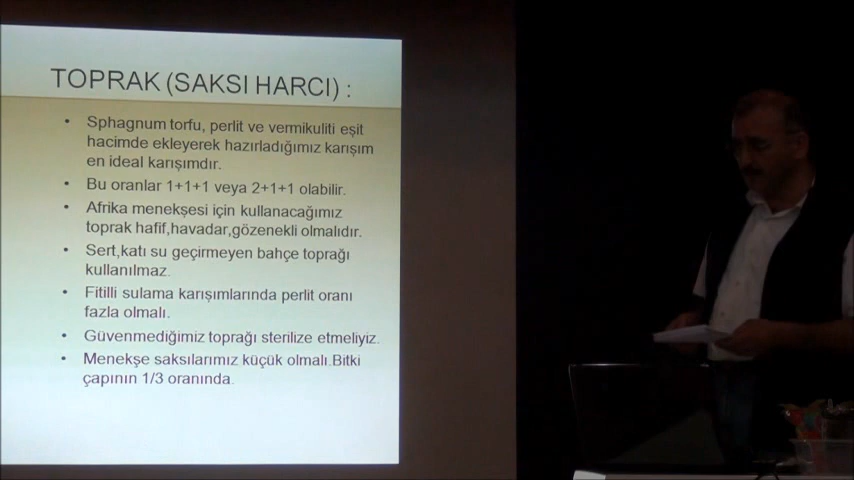 TOPRAK (SAKSI HARCI) :
• Sphagnum torfu, perlit ve vermikuliti eşit
hacimde ekleyerek hazırladığımız karışım
en ideal karışımdır.
• Bu oranlar 1+1+1 veya 2+1+1 olabilir.
• Afrika menekşesi için kullanacağımız
toprak hafif,havadar,gözenekli olmalıdır.
• Sert,katı su geçirmeyen bahçe toprağı
kullanılmaz.
• Fitilli sulama karışımlarında perlit oranı
fazla olmalı.
• Güvenmediğimiz toprağı sterilize etmeliyiz.
• Menekşe saksılarımız küçük olmalı.Bitki
çapının 1/3 oranında.